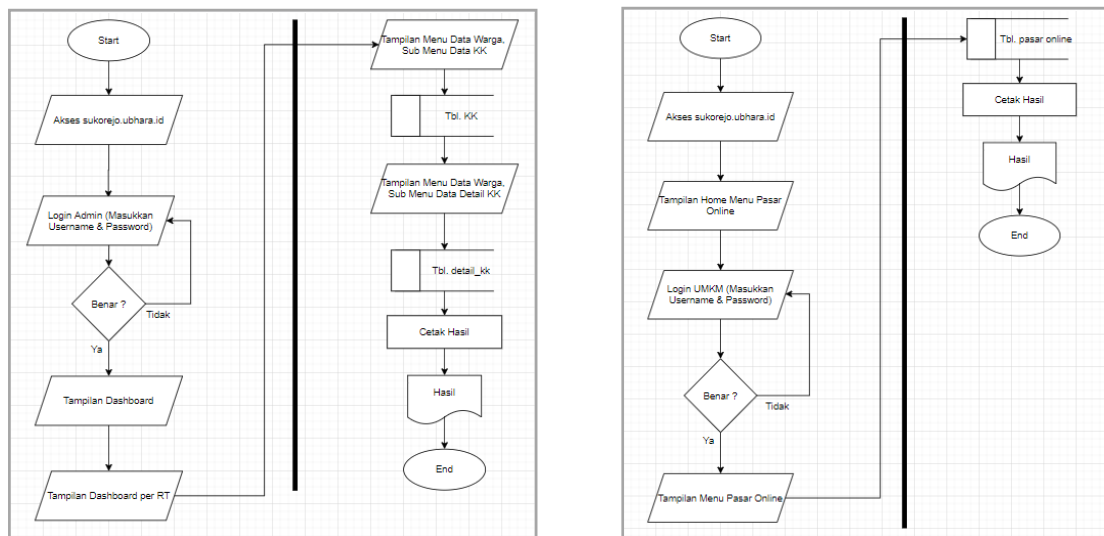 Start
Akses sukorejo.ubhara.id
Login Admin (Masukkan
Username & Password)
Benar ?
Tidak
Ya
Tampilan Dashboard
Tampilan Dashboard per RT
Tampilan Menu Data Warga,
Sub Menu Data KK
Tbl. KK
Tampilan Menu Data Warga,
Sub Menu Data Detail KK
Tbl. detail_kk
Cetak Hasil
Hasil
End
Start
Akses sukorejo.ubhara.id
Tampilan Home Menu Pasar
Online
Login UMKM (Masukkan
Username & Password)
Benar ?
Tidak
Ya
Tampilan Menu Pasar Online
Tbl. pasar online
Cetak Hasil
Hasil
End